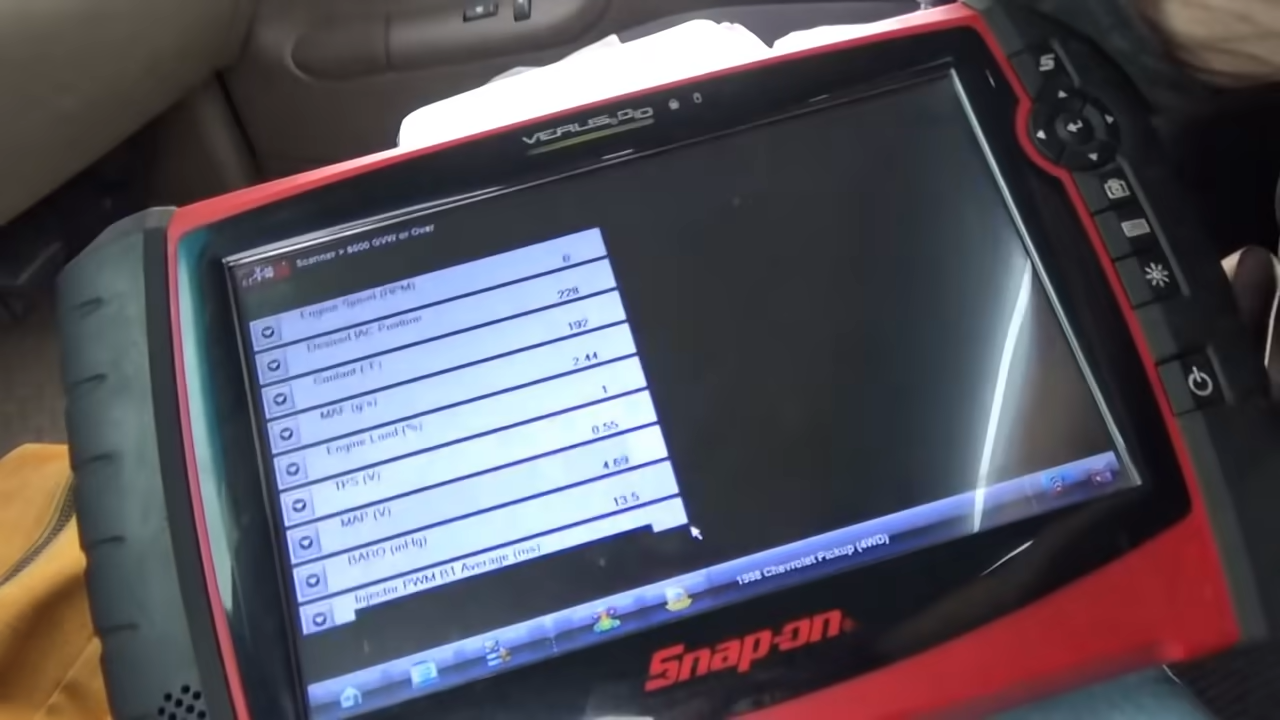 S
VERUS PRO
Scanner > 8600 GVW or Over
Engine Speed (RPM) 0
Desired IAC Position 228
Coolant (°F) 192
MAF (g/s) 2.44
Engine Load (%) 1
TPS (V) 0.55
MAP (V) 4.69
BARO (inHg) 13.5
Injector PWM B1 Average (ms)
1998 Chevrolet Pickup (4WD)
Snap-on